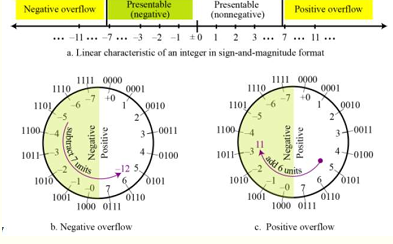 Negative overflow Presentable (negative) Presentable (nonnegative) Positive overflow
... −11 ... −7 ... −3 −2 −1 ±0 1 2 3 ... 7 ... 11 ...
a. Linear characteristic of an integer in sign-and-magnitude format
1111 0000 1111 0000
1110 −7 +0 0001 1110 −7 +0 0001
1101 −6 1 0010 1101 −6 1 0010
−5 2 −5 2
1100 −4 3 0011 1100 −4 11 3 0011
Subtract 7 units Negative Positive add 6 units Negative Positive
1011 −3 4 0100 1011 −3 4 0100
1010 −2 −12 5 0101 1010 −2 5 0101
1001 −1 6 0110 1001 −1 6 0110
−0 7 −0 7
1000 0111 1000 0111
b. Negative overflow c. Positive overflow